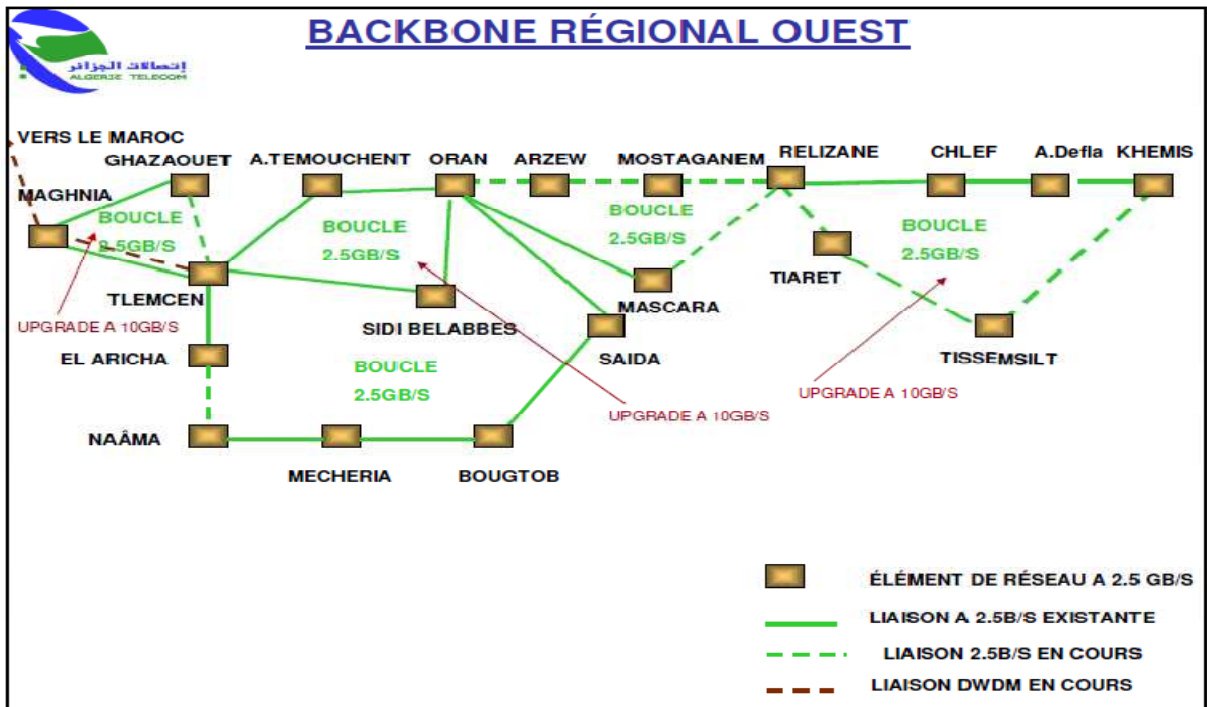 BACKBONE RÉGIONAL OUEST
إتصالات الجزائر
ALGERIE TELECOM
VERS LE MAROC
GHAZAOUET
A.TEMOUCHENT
ORAN
ARZEW
MOSTAGANEM
RELIZAINE
CHLEF
A.Defla
KHEMIS
MAGHNIA
BOUCLE
2.5GB/S
BOUCLE
2.5GB/S
BOUCLE
2.5GB/S
BOUCLE
2.5GB/S
TLEMCEN
SIDI BELABBES
MASCARA
TIARET
UPGRADE A 10GB/S
EL ARICHA
SAIDA
TISSEMSILT
BOUCLE
2.5GB/S
UPGRADE A 10GB/S
UPGRADE A 10GB/S
NAÂMA
MECHERIA
BOUGTOB
ÉLÉMENT DE RÉSEAU A 2.5 GB/S
LIAISON A 2.5B/S EXISTANTE
LIAISON 2.5B/S EN COURS
LIAISON DWDM EN COURS